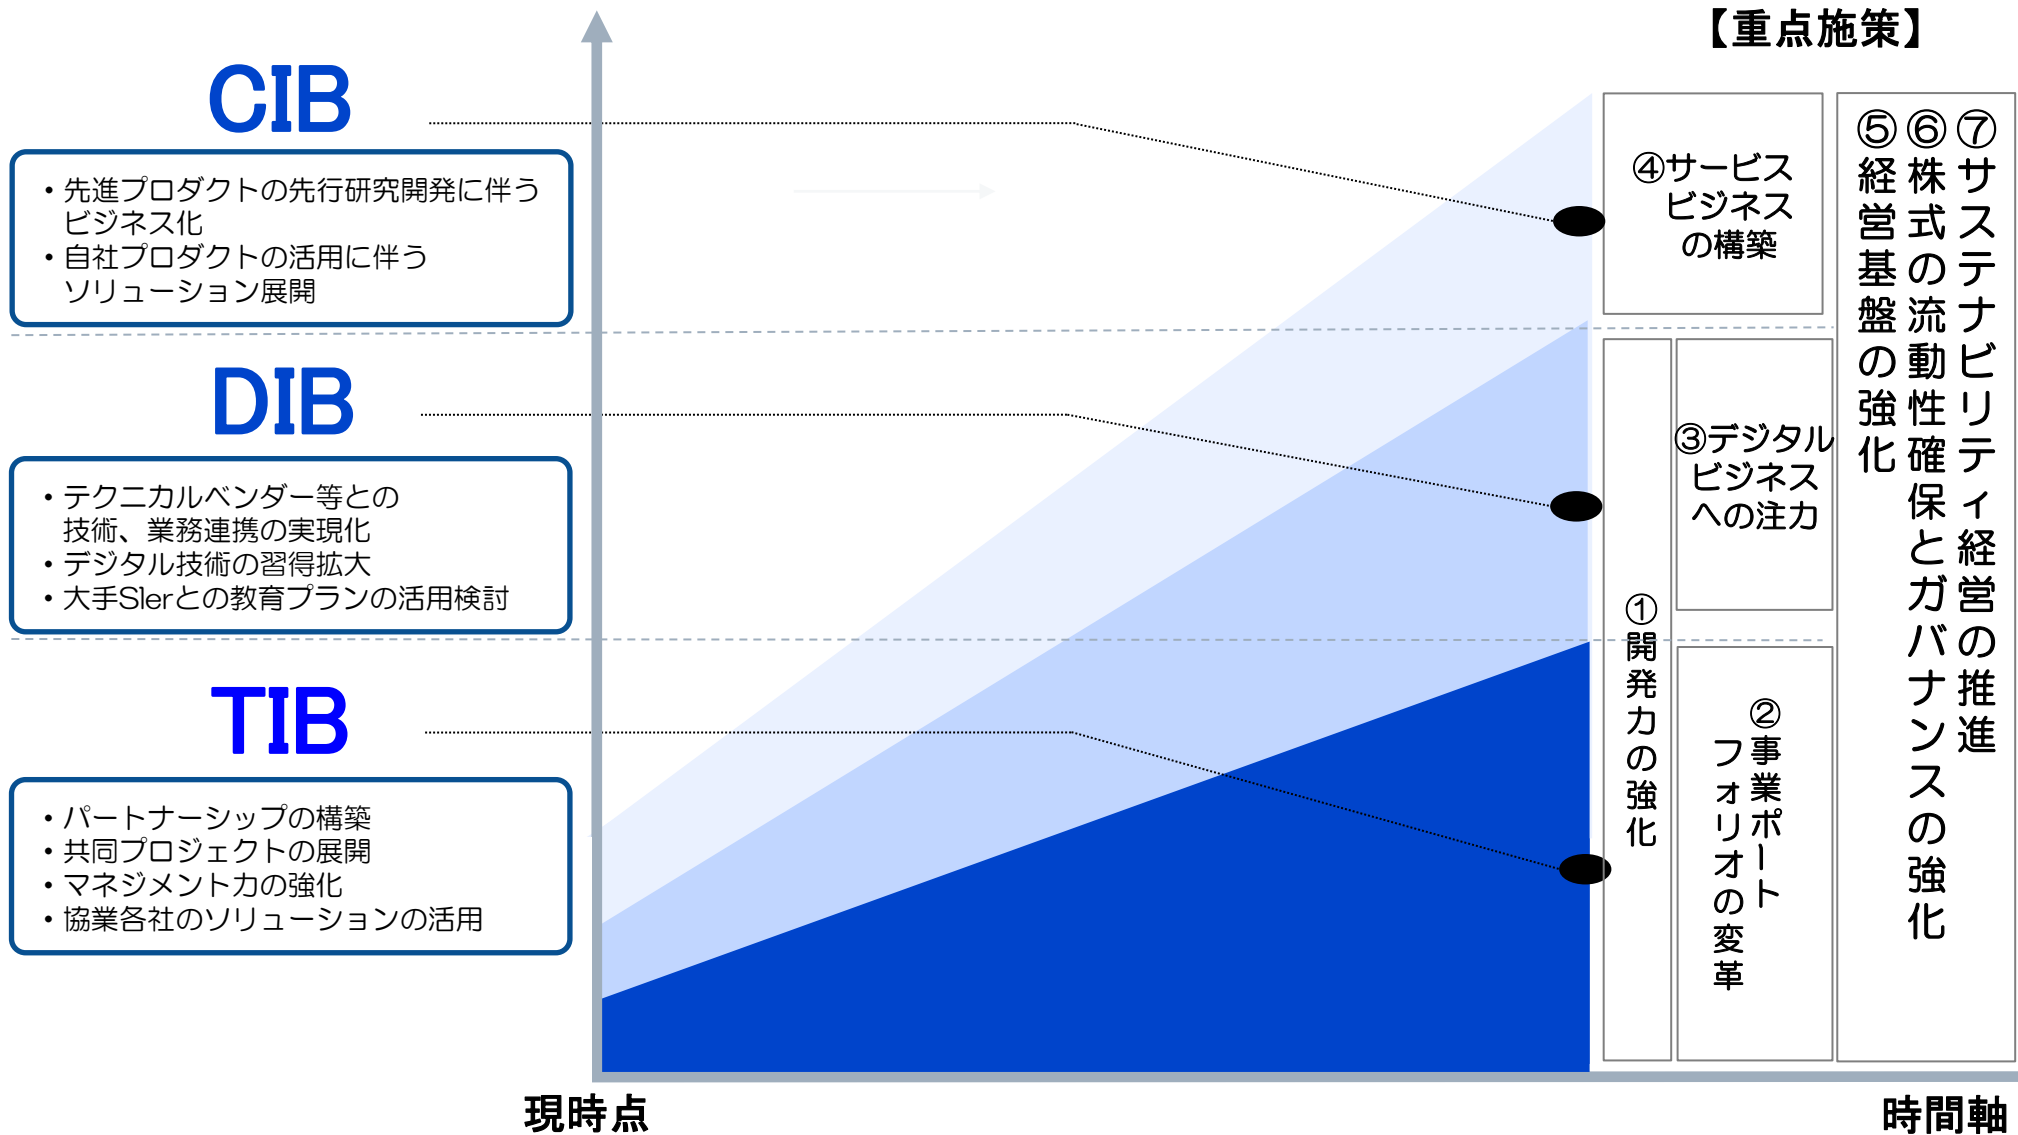 【重点施策】
CIB
・先進プロダクトの先行研究開発に伴う
ビジネス化
・自社プロダクトの活用に伴う
ソリューション展開
DIB
・テクニカルベンダー等との
技術、業務連携の実現化
・デジタル技術の習得拡大
・大手SIerとの教育プランの活用検討
TIB
・パートナーシップの構築
・共同プロジェクトの展開
・マネジメント力の強化
・協業各社のソリューションの活用
④サービス
ビジネス
の構築
③デジタル
ビジネス
への注力
①開発力の強化
②事業ポート
フォリオの変革
⑦サステナビリティ経営の推進
⑥株式の流動性確保とガバナンスの強化
⑤経営基盤の強化
現時点
時間軸